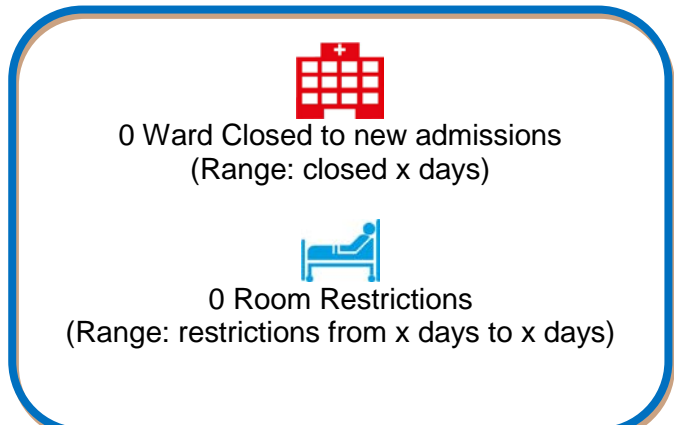 0 Ward Closed to new admissions
(Range: closed x days)
0 Room Restrictions
(Range: restrictions from x days to x days)